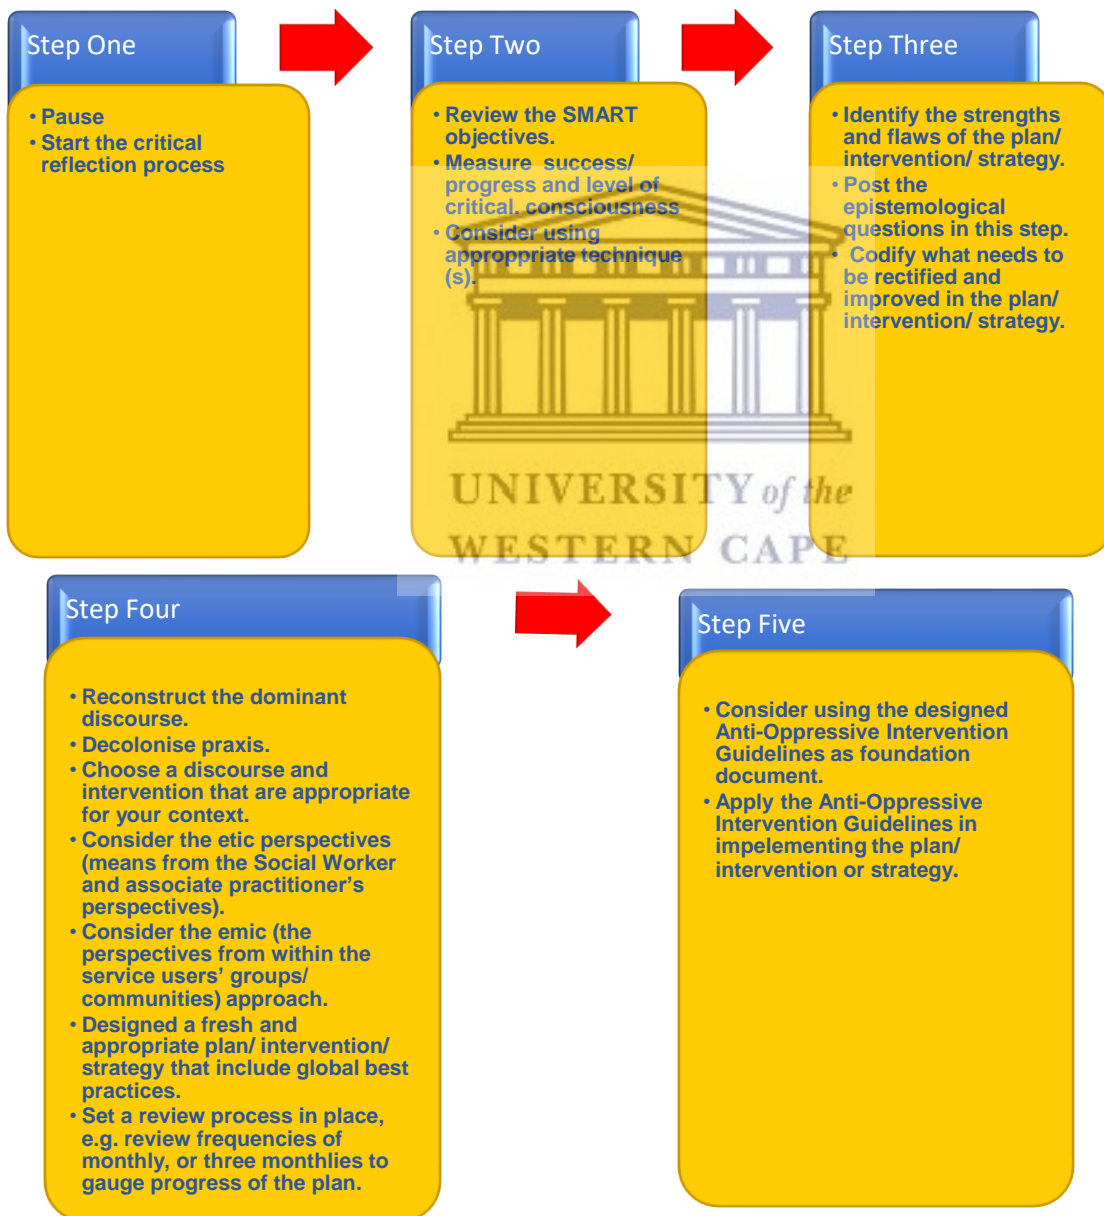 Step One
• Pause
• Start the critical
reflection process
Step Two
• Review the SMART
objectives.
• Measure success/
progress and level of
critical. consciousness
• Consider using
approppriate technique
(s).
Step Three
• Identify the strengths
and flaws of the plan/
intervention/ strategy.
• Post the
epistemological
questions in this step.
• Codify what needs to
be rectified and
improved in the plan/
intervention/ strategy.
UNIVERSITY of the
WESTERN CAPE
Step Four
• Reconstruct the dominant
discourse.
• Decolonise praxis.
• Choose a discourse and
intervention that are appropriate
for your context.
• Consider the etic perspectives
(means from the Social Worker
and associate practitioner's
perspectives).
• Consider the emic (the
perspectives from within the
service users' groups/
communities) approach.
• Designed a fresh and
appropriate plan/ intervention/
strategy that include global best
practices.
• Set a review process in place,
e.g. review frequencies of
monthly, or three monthlies to
gauge progress of the plan.
Step Five
• Consider using the designed
Anti-Oppressive Intervention
Guidelines as foundation
document.
• Apply the Anti-Oppressive
Intervention Guidelines in
impelementing the plan/
intervention or strategy.